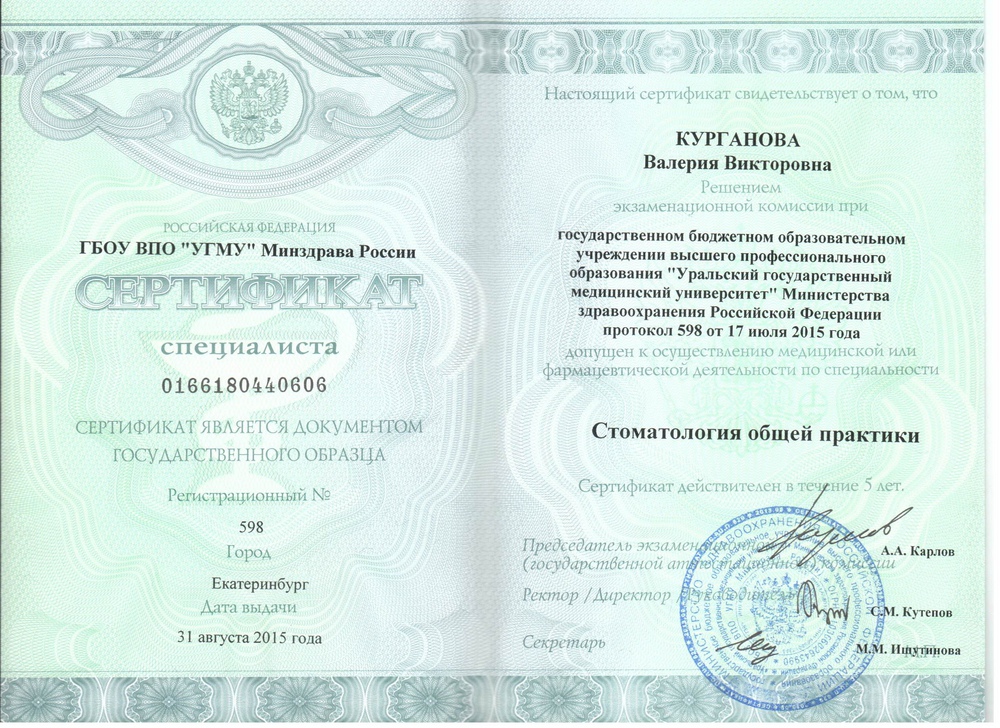 РОССИЙСКАЯ ФЕДЕРАЦИЯ
ГБОУ ВПО "УГМУ" Минздрава России
СЕРТИФИКАТ
специалиста
0166180440606
СЕРТИФИКАТ ЯВЛЯЕТСЯ ДОКУМЕНТОМ
ГОСУДАРСТВЕННОГО ОБРАЗЦА
Регистрационный №
598
Город
Екатеринбург
Дата выдачи
31 августа 2015 года
Настоящий сертификат свидетельствует о том, что
КУРГАНОВА
Валерия Викторовна
Решением
экзаменационной комиссии при
государственном бюджетном образовательном
учреждении высшего профессионального
образования "Уральский государственный
медицинский университет" Министерства
здравоохранения Российской Федерации
протокол 598 от 17 июля 2015 года
допущен к осуществлению медицинской или
фармацевтической деятельности по специальности
Стоматология общей практики
Сертификат действителен в течение 5 лет.
Председатель экзаменационной
(государственной аттестационной) комиссии
А.А. Карлов
Ректор /Директор /Руководитель
С.М. Кутепов
Секретарь
М.М. Ишутинова